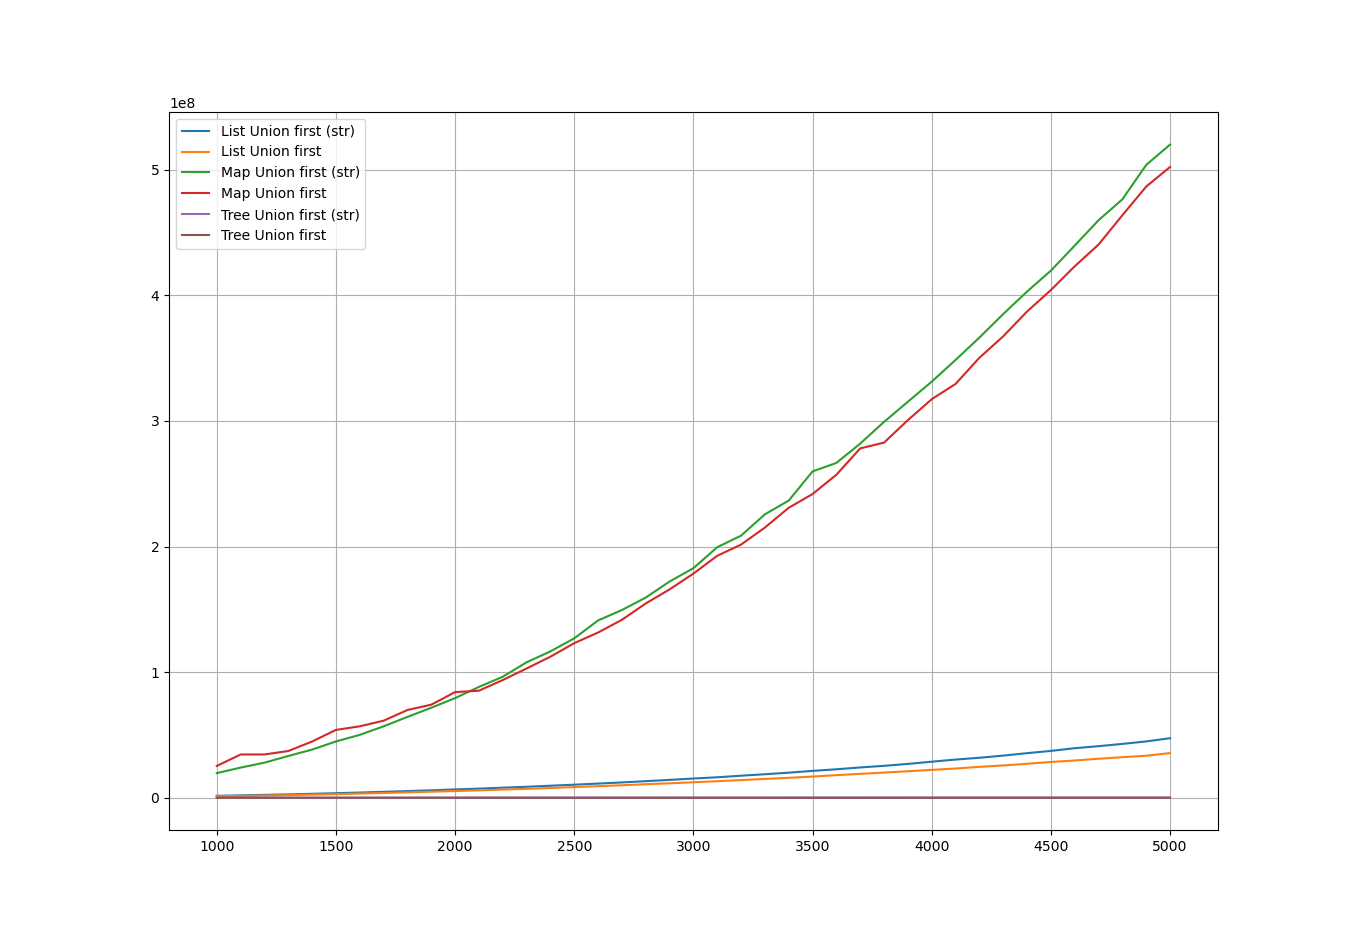 1e8
List Union first (str)
List Union first
Map Union first (str)
Map Union first
Tree Union first (str)
Tree Union first
5
4
3
2
1
0
1000 1500 2000 2500 3000 3500 4000 4500 5000